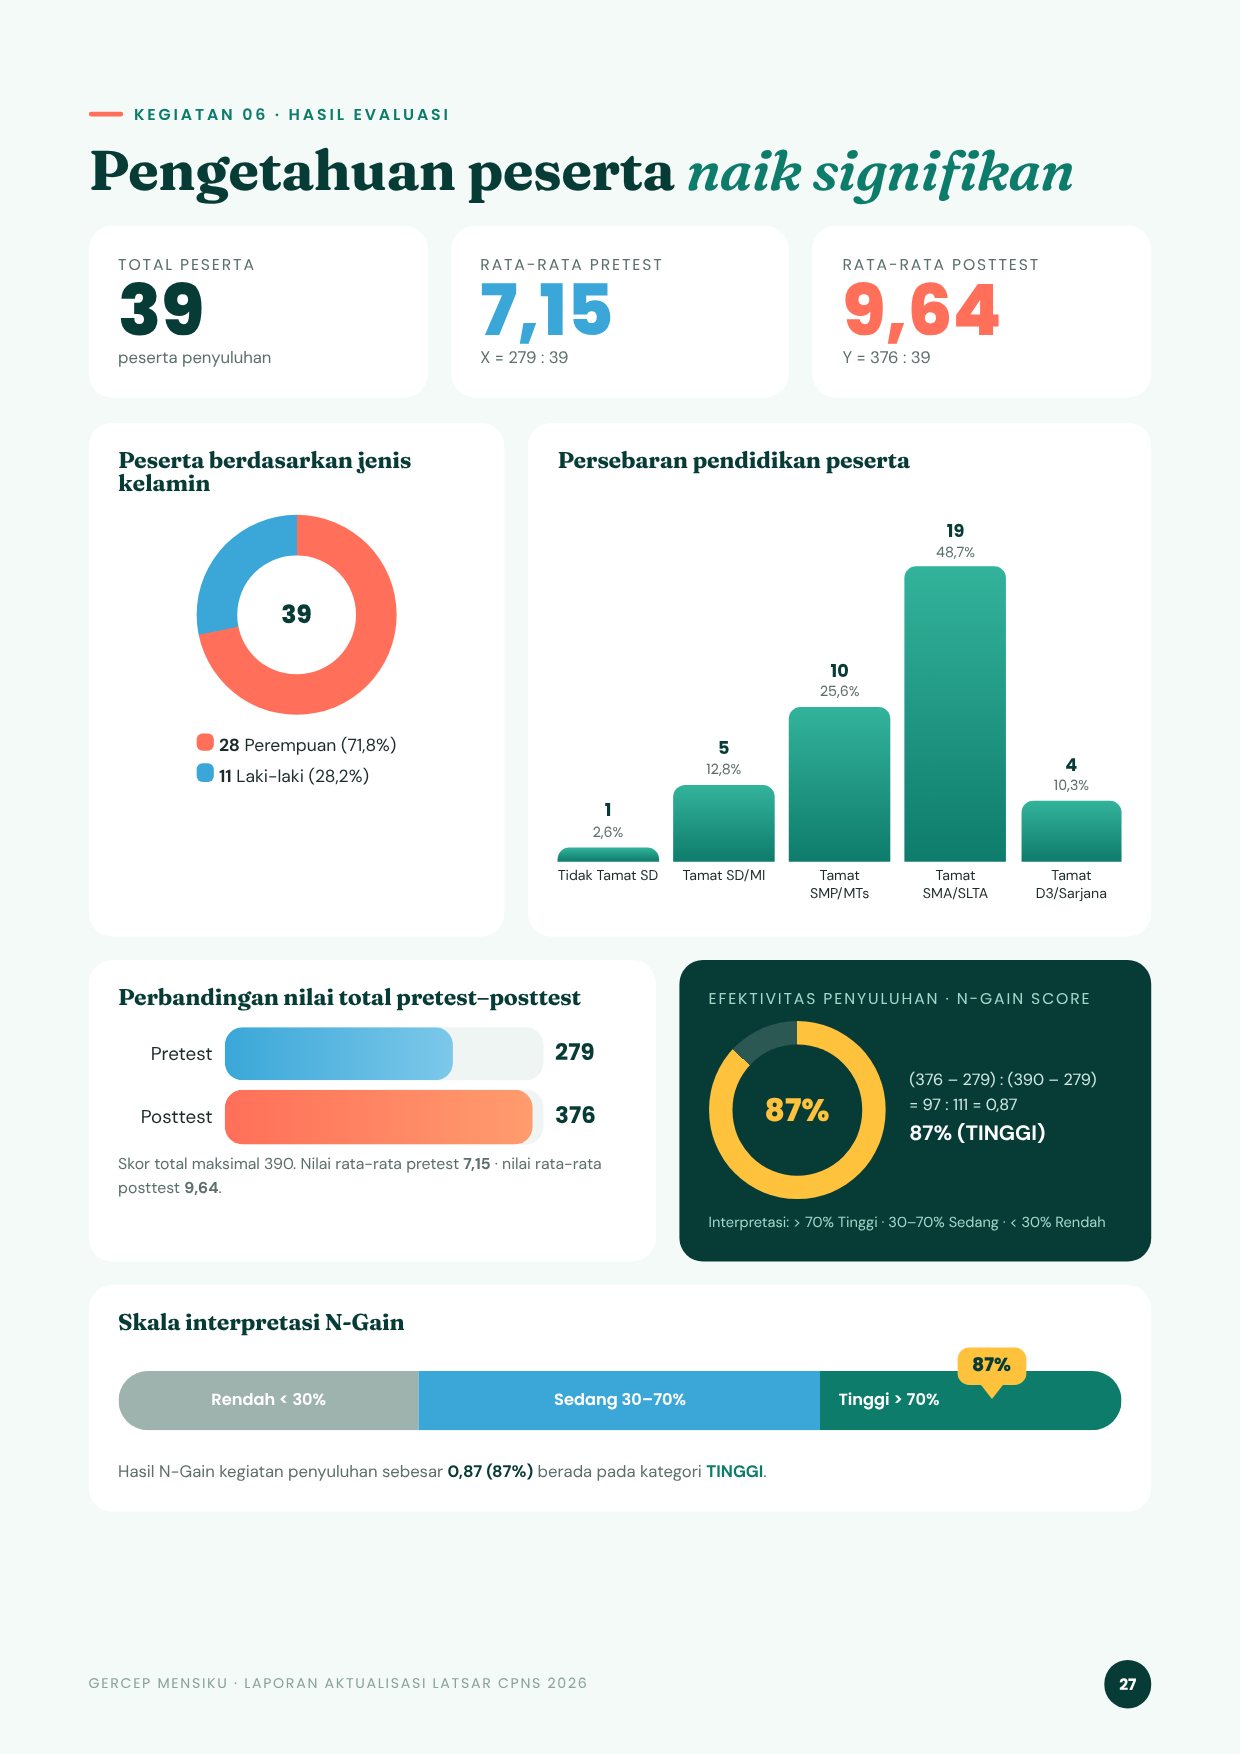 KEGIATAN 06 · HASIL EVALUASI
Pengetahuan peserta naik signifikan
TOTAL PESERTA
39
peserta penyuluhan
RATA-RATA PRETEST
7,15
X = 279 : 39
RATA-RATA POSTTEST
9,64
Y = 376 : 39
Peserta berdasarkan jenis
kelamin
39
28 Perempuan (71,8%)
11 Laki-laki (28,2%)
Persebaran pendidikan peserta
1
2,6%
Tidak Tamat SD
5
12,8%
Tamat SD/MI
10
25,6%
Tamat
SMP/MTs
19
48,7%
Tamat
SMA/SLTA
4
10,3%
Tamat
D3/Sarjana
Perbandingan nilai total pretest–posttest
Pretest 279
Posttest 376
Skor total maksimal 390. Nilai rata-rata pretest 7,15 · nilai rata-rata
posttest 9,64.
EFEKTIVITAS PENYULUHAN · N-GAIN SCORE
87%
(376 – 279) : (390 – 279)
= 97 : 111 = 0,87
87% (TINGGI)
Interpretasi: > 70% Tinggi · 30–70% Sedang · < 30% Rendah
Skala interpretasi N-Gain
87%
Rendah < 30%
Sedang 30–70%
Tinggi > 70%
Hasil N-Gain kegiatan penyuluhan sebesar 0,87 (87%) berada pada kategori TINGGI.
GERCEP MENSIKU · LAPORAN AKTUALISASI LATSAR CPNS 2026
27